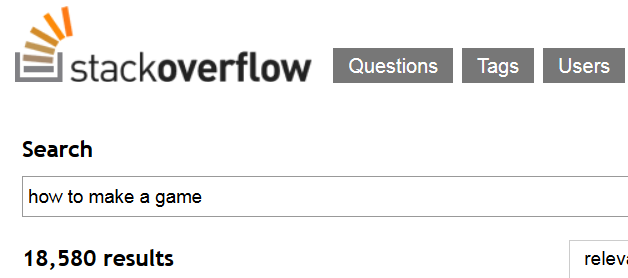 stackoverflow Questions Tags Users
Search
how to make a game
18,580 results